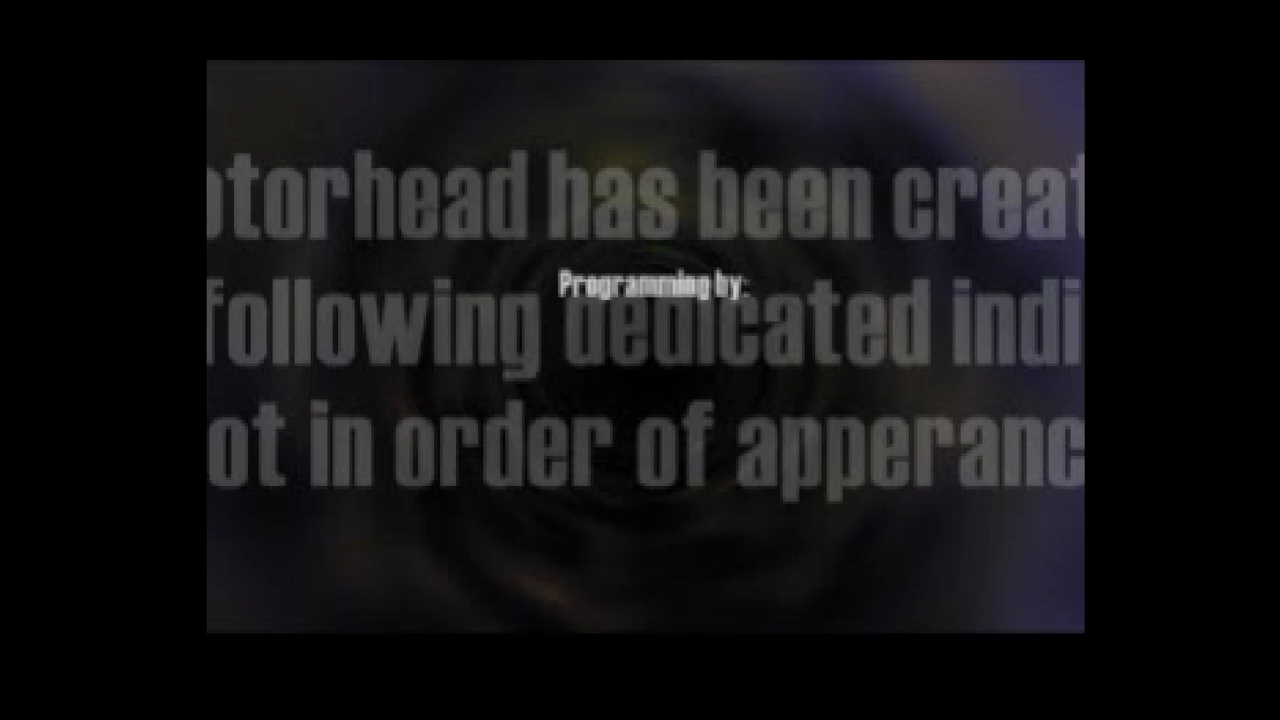 otorhead has been creat
Programming by:
following dedicated indi
ot in order of apperanc